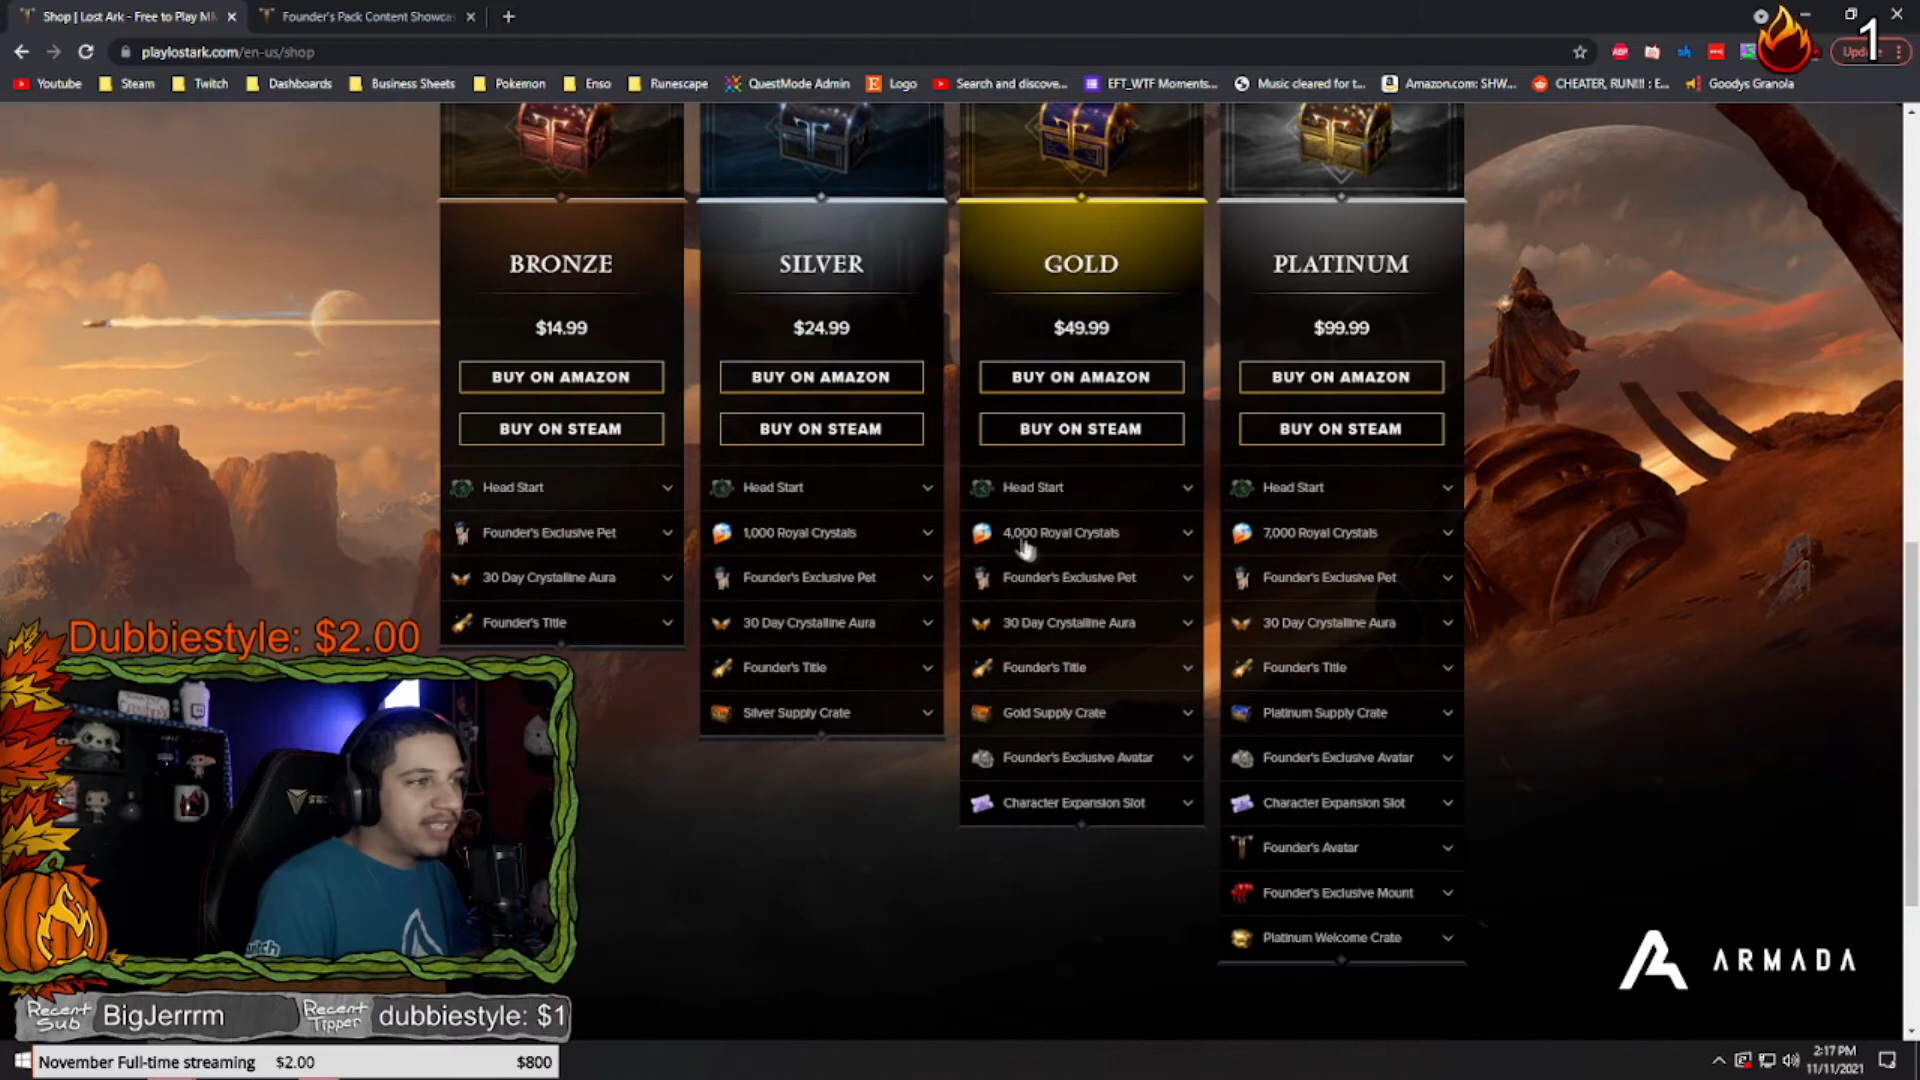 Shop | Lost Ark - Free to Play M
Founder's Pack Content Showca
playlostark.com/en-us/shop
1
Youtube
Steam
Twitch
Dashboards
Business Sheets
Pokemon
Enso
Runescape
QuestMode Admin
Logo
Search and discove...
EFT_WTF Moments...
Music cleared for t...
Amazon.com: SHW...
CHEATER, RUN!!! : E...
Goodys Granola
BRONZE
$14.99
BUY ON AMAZON
BUY ON STEAM
Head Start
Founder's Exclusive Pet
30 Day Crystalline Aura
Founder's Title
SILVER
$24.99
BUY ON AMAZON
BUY ON STEAM
Head Start
1,000 Royal Crystals
Founder's Exclusive Pet
30 Day Crystalline Aura
Founder's Title
Silver Supply Crate
GOLD
$49.99
BUY ON AMAZON
BUY ON STEAM
Head Start
4,000 Royal Crystals
Founder's Exclusive Pet
30 Day Crystalline Aura
Founder's Title
Gold Supply Crate
Founder's Exclusive Avatar
Character Expansion Slot
PLATINUM
$99.99
BUY ON AMAZON
BUY ON STEAM
Head Start
7,000 Royal Crystals
Founder's Exclusive Pet
30 Day Crystalline Aura
Founder's Title
Platinum Supply Crate
Founder's Exclusive Avatar
Character Expansion Slot
Founder's Avatar
Founder's Exclusive Mount
Platinum Welcome Crate
Dubbiestyle: $2.00
Recent Sub
BigJerrrm
Recent Tipper
dubbiestyle: $1
November Full-time streaming $2.00 $800
ARMADA
2:17 PM
11/11/2021